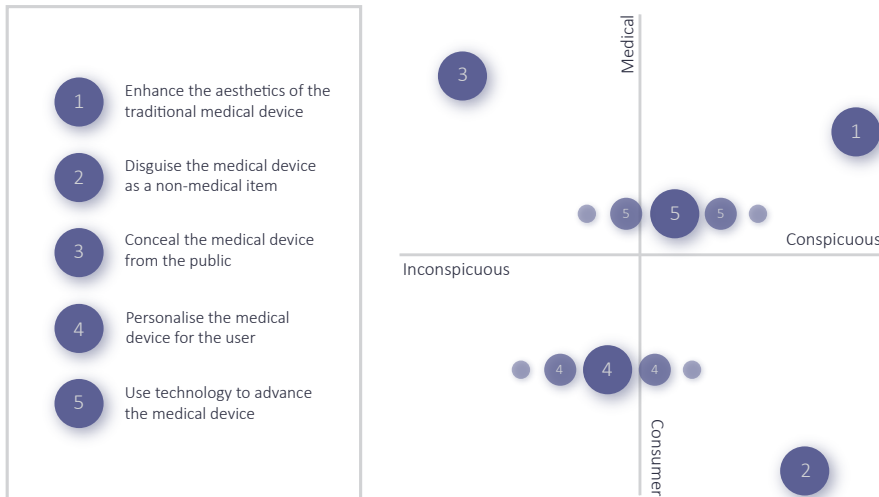 1
Enhance the aesthetics of the
traditional medical device
2
Disguise the medical device
as a non-medical item
3
Conceal the medical device
from the public
4
Personalise the medical
device for the user
5
Use technology to advance
the medical device
Medical
3
1
5
5
5
Conspicuous
Inconspicuous
4
4
4
Consumer
2